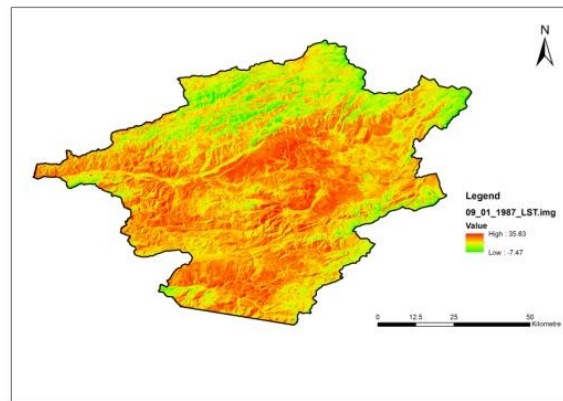 N
Legend
09_01_1987_LST.img
Value
High : 35.63
Low : -7.47
0 12.5 25 50
Kilometre